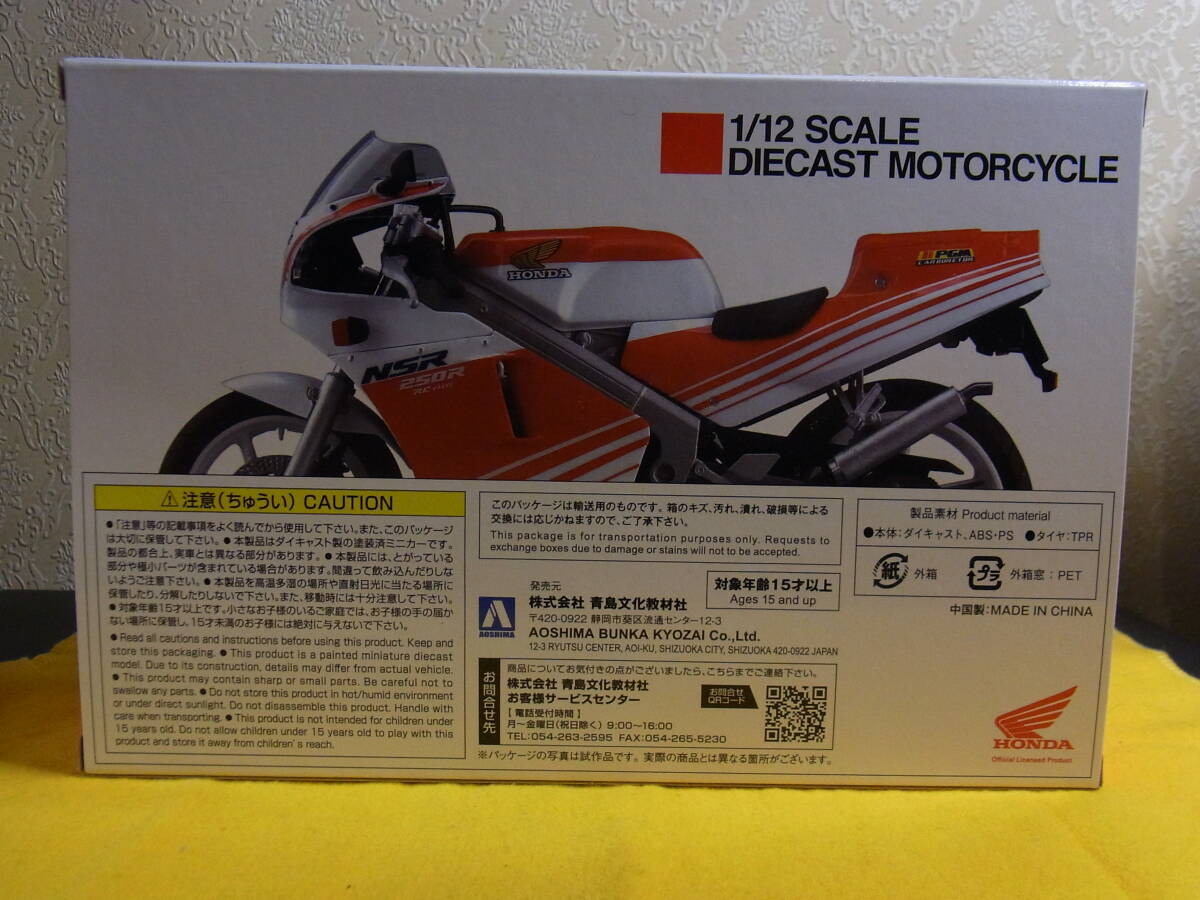 1/12 SCALE
DIECAST MOTORCYCLE
HONDA
PGM
CARBURETOR
NSR
250R
RC VALVE
⚠注意(ちゅうい) CAUTION
●「注意」等の記載事項をよく読んでから使用して下さい。また、このパッケージ
は大切に保管して下さい。●本製品はダイキャスト製の塗装済ミニカーです。
製品の都合上、実車とは異なる部分があります。●本製品には、とがっている
部分や極小パーツが含まれている場合があります。間違って飲み込んだりしな
いようご注意下さい。●本製品を高温多湿の場所や直射日光に当たる場所に
保管したり、分解したりしないで下さい。また、移動時には十分注意して下さい。
●対象年齢15才以上です。小さなお子様のいるご家庭では、お子様の手の届か
ない場所に保管し、15才未満のお子様には絶対に与えないで下さい。
●Read all cautions and instructions before using this product. Keep and
store this packaging. ●This product is a painted miniature diecast
model. Due to its construction, details may differ from actual vehicle.
●This product may contain sharp or small parts. Be careful not to
swallow any parts. ●Do not store this product in hot/humid environment
or under direct sunlight. Do not disassemble this product. Handle with
care when transporting. ●This product is not intended for children under
15 years old. Do not allow children under 15 years old to play with this
product and store it away from children's reach.
このパッケージは輸送用のものです。箱のキズ、汚れ、潰れ、破損等による
交換には応じかねますので、ご了承下さい。
This package is for transportation purposes only. Requests to
exchange boxes due to damage or stains will not to be accepted.
発売元
株式会社 青島文化教材社
対象年齢15才以上
Ages 15 and up
AOSHIMA
〒420-0922 静岡市葵区流通センター12-3
AOSHIMA BUNKA KYOZAI Co.,Ltd.
12-3 RYUTSU CENTER, AOI-KU, SHIZUOKA CITY, SHIZUOKA 420-0922 JAPAN
お問合せ先
商品についてお気付きの点がございましたら、こちらまでご連絡下さい。
株式会社 青島文化教材社
お客様サービスセンター
お問合せ
QRコード
【電話受付時間】
月～金曜日(祝日除く) 9:00～16:00
TEL:054-263-2595 FAX:054-265-5230
※パッケージの写真は試作品です。実際の商品とは異なる箇所がございます。
製品素材 Product material
●本体:ダイキャスト、ABS・PS ●タイヤ:TPR
紙 外箱 プラ 外箱窓:PET
中国製:MADE IN CHINA
HONDA
Official Licensed Product